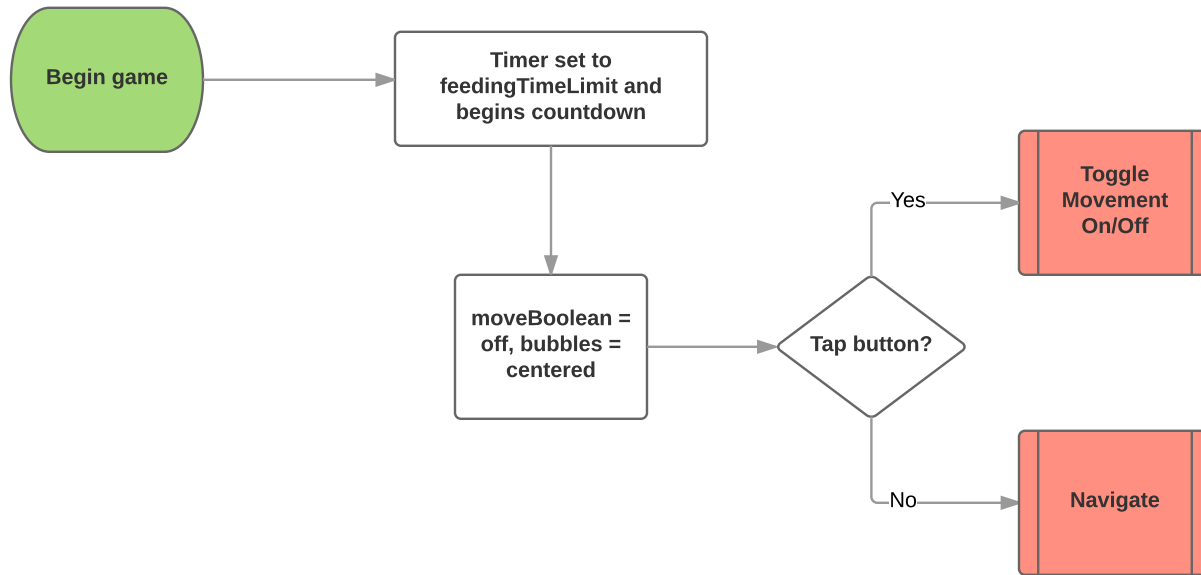 Begin game
Timer set to
feedingTimeLimit and
begins countdown
moveBoolean =
off, bubbles =
centered
Tap button?
Yes
Toggle
Movement
On/Off
No
Navigate